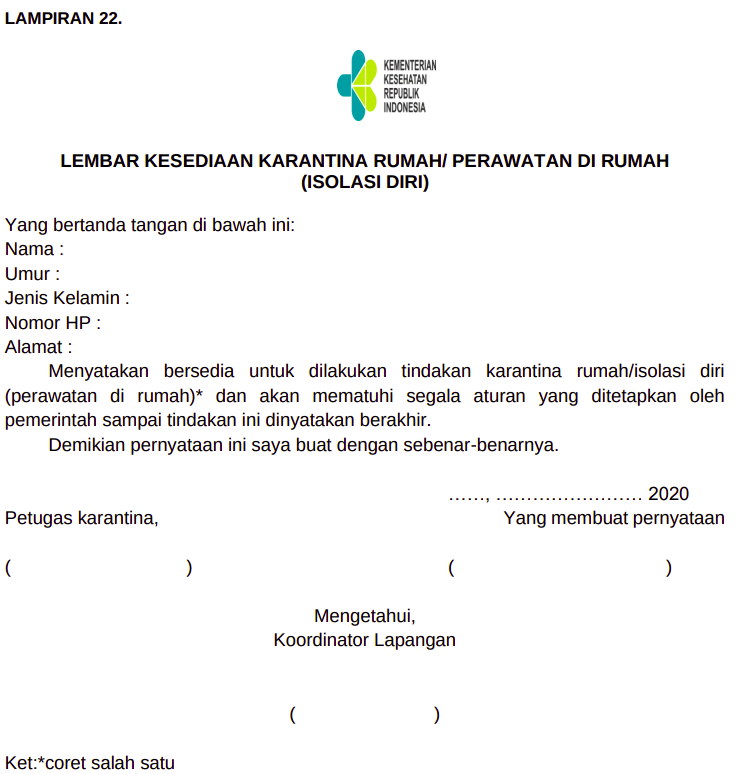 LAMPIRAN 22.
KEMENTERIAN
KESEHATAN
REPUBLIK
INDONESIA
LEMBAR KESEDIAAN KARANTINA RUMAH/ PERAWATAN DI RUMAH
(ISOLASI DIRI)
Yang bertanda tangan di bawah ini:
Nama :
Umur :
Jenis Kelamin :
Nomor HP :
Alamat :
Menyatakan bersedia untuk dilakukan tindakan karantina rumah/isolasi diri
(perawatan di rumah)* dan akan mematuhi segala aturan yang ditetapkan oleh
pemerintah sampai tindakan ini dinyatakan berakhir.
Demikian pernyataan ini saya buat dengan sebenar-benarnya.
……, …………………… 2020
Petugas karantina, Yang membuat pernyataan
( ) ( )
Mengetahui,
Koordinator Lapangan
( )
Ket:*coret salah satu